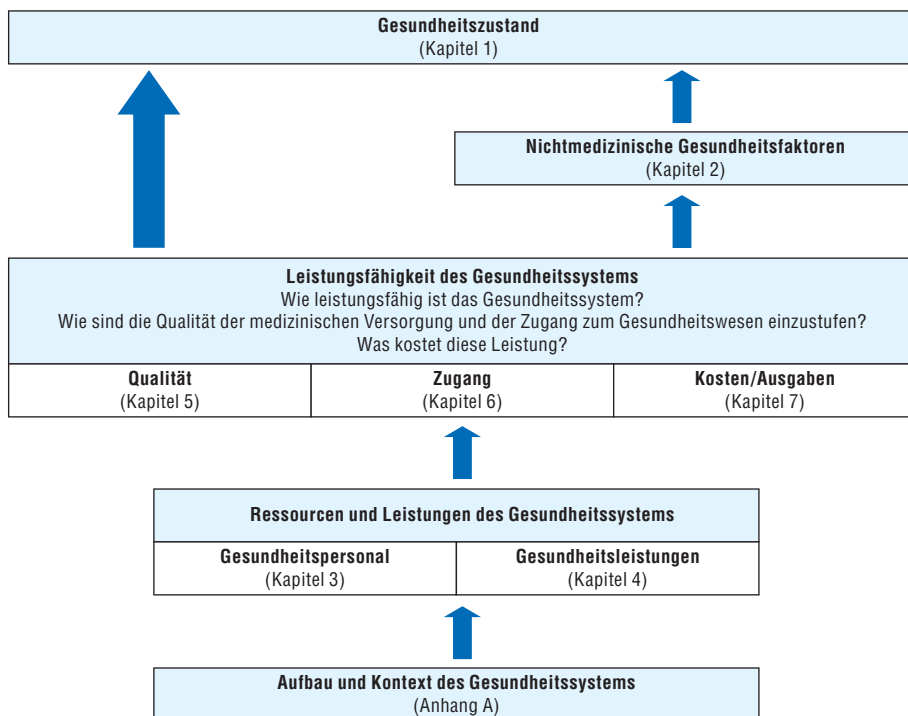 Gesundheitszustand
(Kapitel 1)
Nichtmedizinische Gesundheitsfaktoren
(Kapitel 2)
Leistungsfähigkeit des Gesundheitssystems
Wie leistungsfähig ist das Gesundheitssystem?
Wie sind die Qualität der medizinischen Versorgung und der Zugang zum Gesundheitswesen einzustufen?
Was kostet diese Leistung?
Qualität
(Kapitel 5)
Zugang
(Kapitel 6)
Kosten/Ausgaben
(Kapitel 7)
Ressourcen und Leistungen des Gesundheitssystems
Gesundheitspersonal
(Kapitel 3)
Gesundheitsleistungen
(Kapitel 4)
Aufbau und Kontext des Gesundheitssystems
(Anhang A)